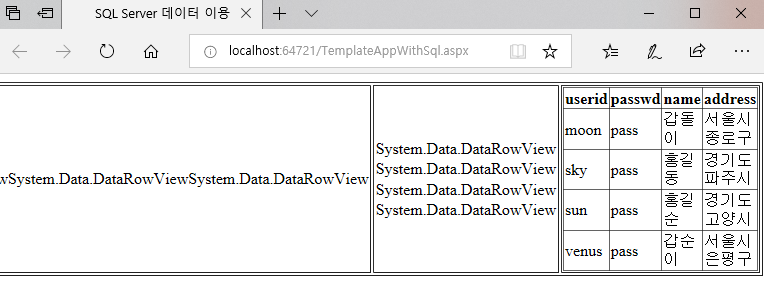 SQL Server 데이터 이용
localhost:64721/TemplateAppWithSql.aspx
wSystem.Data.DataRowViewSystem.Data.DataRowView
System.Data.DataRowView
System.Data.DataRowView
System.Data.DataRowView
System.Data.DataRowView
userid passwd name address
moon pass 갑돌이 서울시 종로구
sky pass 홍길동 경기도 파주시
sun pass 홍길순 경기도 고양시
venus pass 갑순이 서울시 은평구